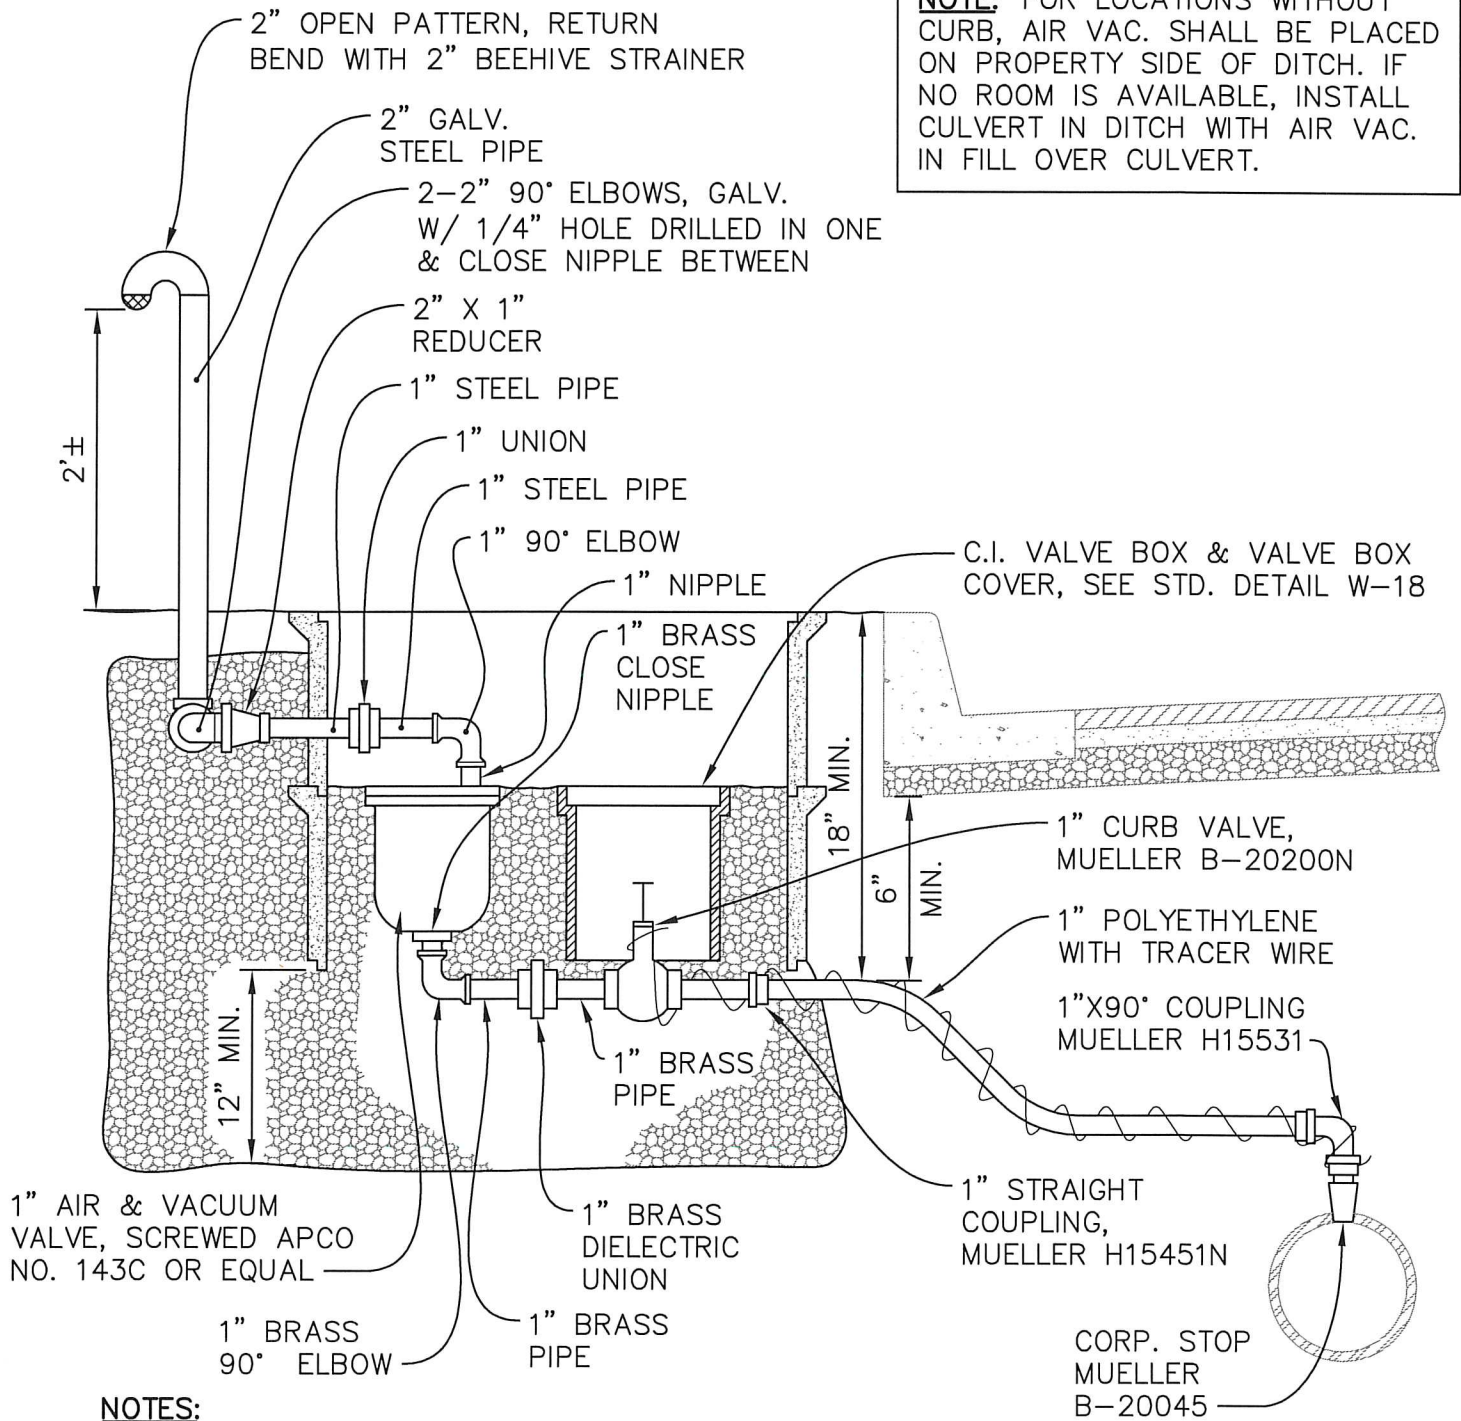 2” OPEN PATTERN, RETURN
BEND WITH 2” BEEHIVE STRAINER
NOTE: FOR LOCATIONS WITHOUT
CURB, AIR VAC. SHALL BE PLACED
ON PROPERTY SIDE OF DITCH. IF
NO ROOM IS AVAILABLE, INSTALL
CULVERT IN DITCH WITH AIR VAC.
IN FILL OVER CULVERT.
2” GALV.
STEEL PIPE
2–2” 90° ELBOWS, GALV.
W/ 1/4” HOLE DRILLED IN ONE
& CLOSE NIPPLE BETWEEN
2” X 1”
REDUCER
1” STEEL PIPE
1” UNION
1” STEEL PIPE
1” 90° ELBOW
1” NIPPLE
1” BRASS
CLOSE
NIPPLE
2'±
C.I. VALVE BOX & VALVE BOX
COVER, SEE STD. DETAIL W–18
18” MIN.
6”
MIN.
1” CURB VALVE,
MUELLER B–20200N
1” POLYETHYLENE
WITH TRACER WIRE
1”X90° COUPLING
MUELLER H15531
12” MIN.
1” BRASS
PIPE
1” AIR & VACUUM
VALVE, SCREWED APCO
NO. 143C OR EQUAL
1” BRASS
DIELECTRIC
UNION
1” STRAIGHT
COUPLING,
MUELLER H15451N
1” BRASS
90° ELBOW
1” BRASS
PIPE
CORP. STOP
MUELLER
B–20045
NOTES: